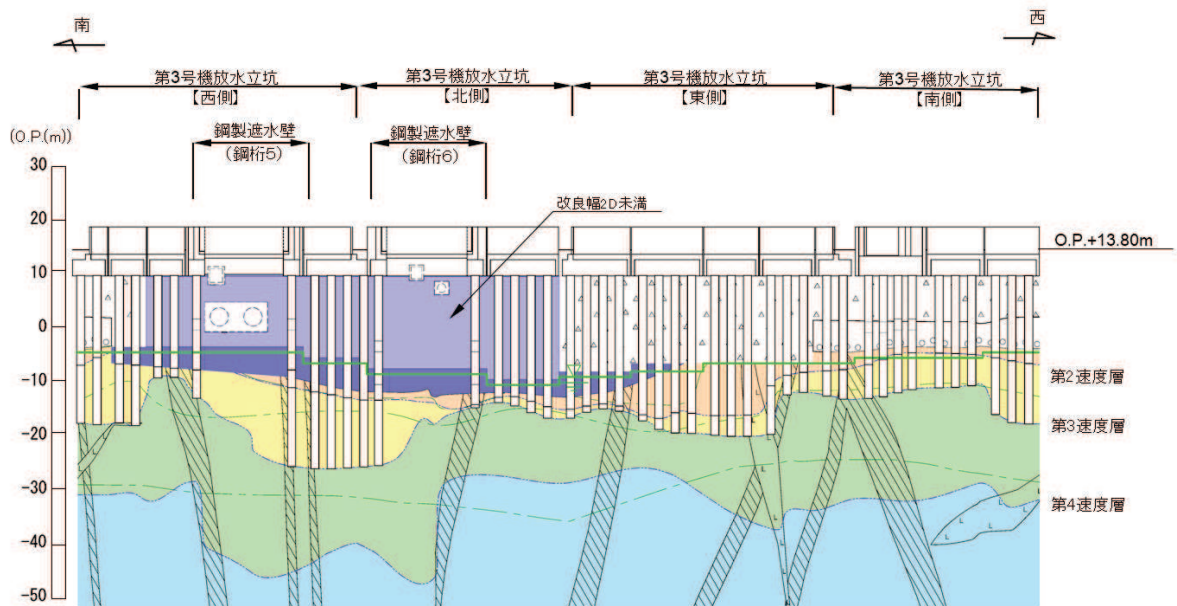 南
西
第3号機放水立坑
【西側】
第3号機放水立坑
【北側】
第3号機放水立坑
【東側】
第3号機放水立坑
【南側】
鋼製遮水壁
(鋼桁5)
鋼製遮水壁
(鋼桁6)
(O.P.(m))
30
20
10
0
-10
-20
-30
-40
-50
改良幅2D未満
O.P.+13.80m
第2速度層
第3速度層
第4速度層